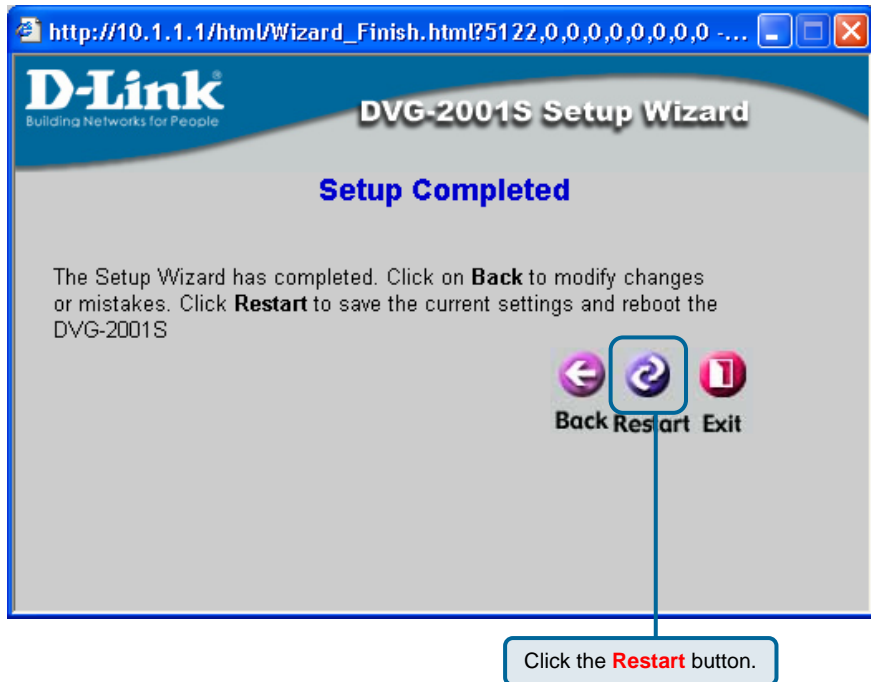 http://10.1.1.1/html/Wizard_Finish.html?5122,0,0,0,0,0,0,0,0 -...
D-Link
Building Networks for People
DVG-2001S Setup Wizard
Setup Completed
The Setup Wizard has completed. Click on Back to modify changes
or mistakes. Click Restart to save the current settings and reboot the
DVG-2001S
Back Restart Exit
Click the Restart button.